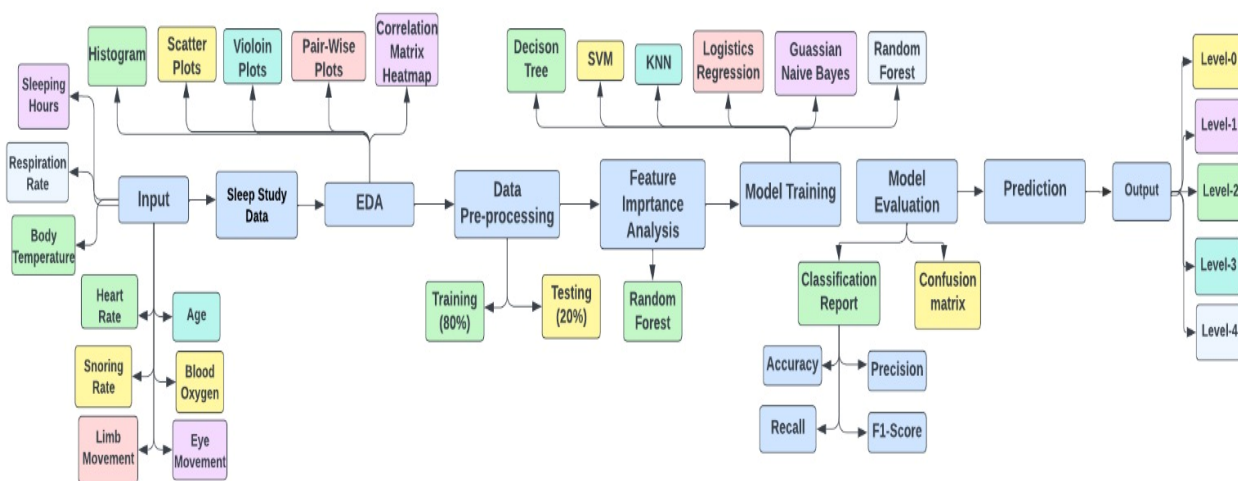 Histogram
Scatter
Plots
Violoin
Plots
Pair-Wise
Plots
Correlation
Matrix
Heatmap
Decison
Tree
SVM
KNN
Logistics
Regression
Guassian
Naive Bayes
Random
Forest
Sleeping
Hours
Respiration
Rate
Body
Temperature
Input
Sleep Study
Data
EDA
Data
Pre-processing
Feature
Imprtance
Analysis
Model Training
Model
Evaluation
Prediction
Output
Level-0
Level-1
Level-2
Level-3
Level-4
Heart
Rate
Age
Snoring
Rate
Blood
Oxygen
Limb
Movement
Eye
Movement
Training
(80%)
Testing
(20%)
Random
Forest
Classification
Report
Confusion
matrix
Accuracy
Precision
Recall
F1-Score